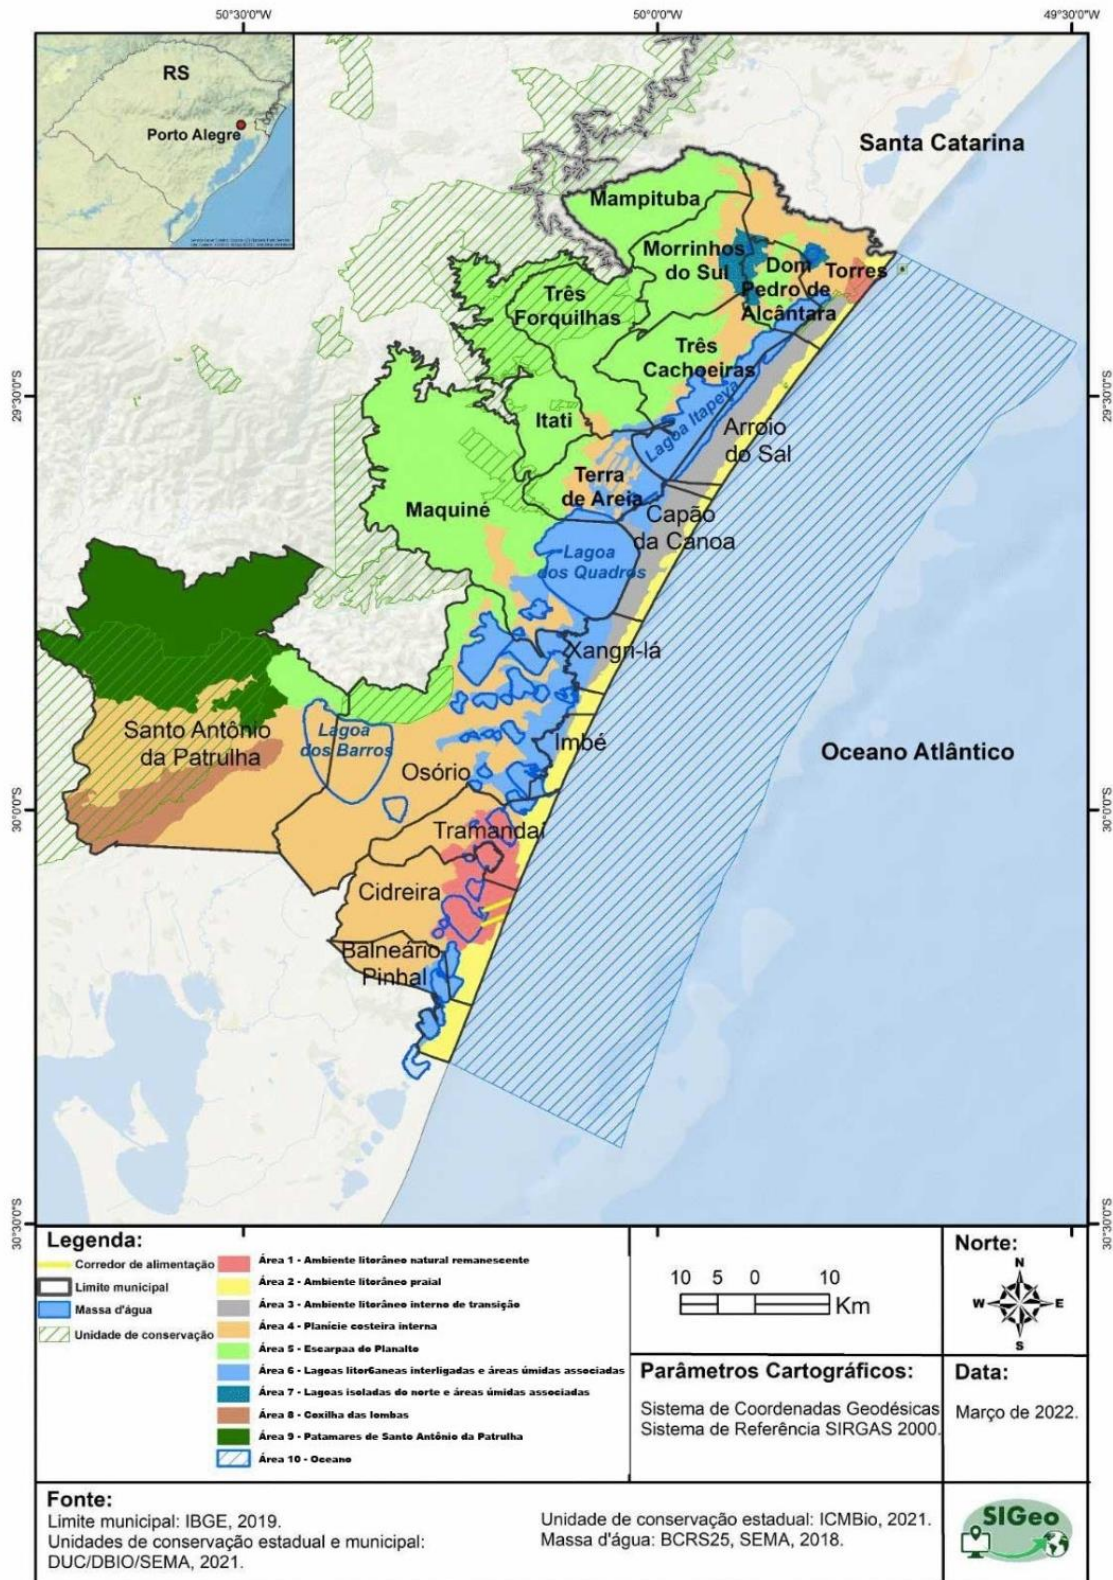 50°30'0"W
50°0'0"W
49°30'0"W
RS
Porto Alegre
Santa Catarina
Mampituba
Morrinhos
do Sul
Dom
Pedro de
Alcântara
Torres
Três
Forquilhas
Três
Cachoeiras
29°30'0"S
29°30'0"S
Itati
Lagoa Itapeva
Arroio
do Sal
Terra
de Areia
Maquiné
Capão
da Canoa
Lagoa
dos Quadros
Xangri-lá
Santo Antônio
da Patrulha
Lagoa
dos Barros
Imbé
Oceano Atlântico
Osório
30°0'0"S
30°0'0"S
Tramandaí
Cidreira
Balneário
Pinhal
30°30'0"S
30°30'0"S
Legenda:
Corredor de alimentação
Limite municipal
Massa d'água
Unidade de conservação
Área 1 - Ambiente litorâneo natural remanescente
Área 2 - Ambiente litorâneo praial
Área 3 - Ambiente litorâneo interno de transição
Área 4 - Planície costeira interna
Área 5 - Escarpaa do Planalto
Área 6 - Lagoas litor6aneas interligadas e áreas úmidas associadas
Área 7 - Lagoas isoladas do norte e áreas úmidas associadas
Área 8 - Coxilha das lombas
Área 9 - Patamares de Santo Antônio da Patrulha
Área 10 - Oceano
10 5 0 10
Km
Norte:
N
W E
S
Parâmetros Cartográficos:
Sistema de Coordenadas Geodésicas
Sistema de Referência SIRGAS 2000.
Data:
Março de 2022.
Fonte:
Limite municipal: IBGE, 2019.
Unidades de conservação estadual e municipal:
DUC/DBIO/SEMA, 2021.
Unidade de conservação estadual: ICMBio, 2021.
Massa d'água: BCRS25, SEMA, 2018.
SIGeo